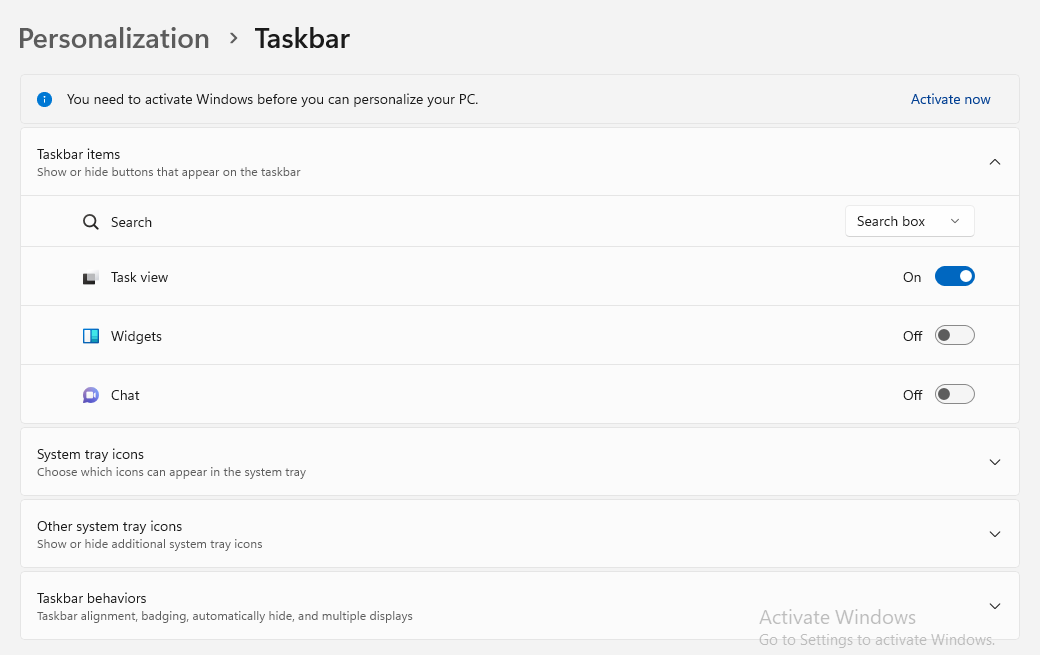 Personalization > Taskbar
You need to activate Windows before you can personalize your PC. Activate now
Taskbar items
Show or hide buttons that appear on the taskbar
Search Search box
Task view On
Widgets Off
Chat Off
System tray icons
Choose which icons can appear in the system tray
Other system tray icons
Show or hide additional system tray icons
Taskbar behaviors
Taskbar alignment, badging, automatically hide, and multiple displays
Activate Windows
Go to Settings to activate Windows.